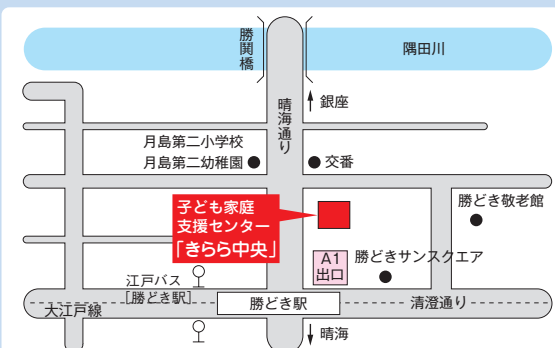 勝関橋
隅田川
晴海通り
銀座
月島第二小学校
月島第二幼稚園
交番
子ども家庭
支援センター
「きらら中央」
勝どき敬老館
A1
出口
勝どきサンスクエア
江戸バス
[勝どき駅]
勝どき駅
清澄通り
大江戸線
晴海